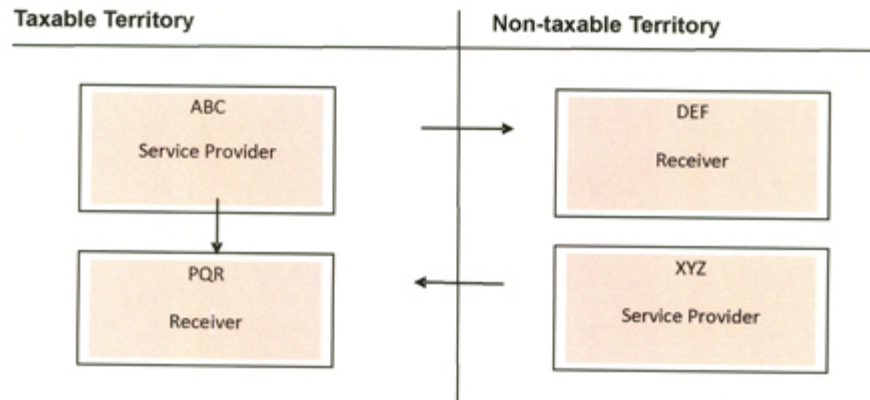 Taxable Territory
Non-taxable Territory
ABC
Service Provider
DEF
Receiver
PQR
Receiver
XYZ
Service Provider